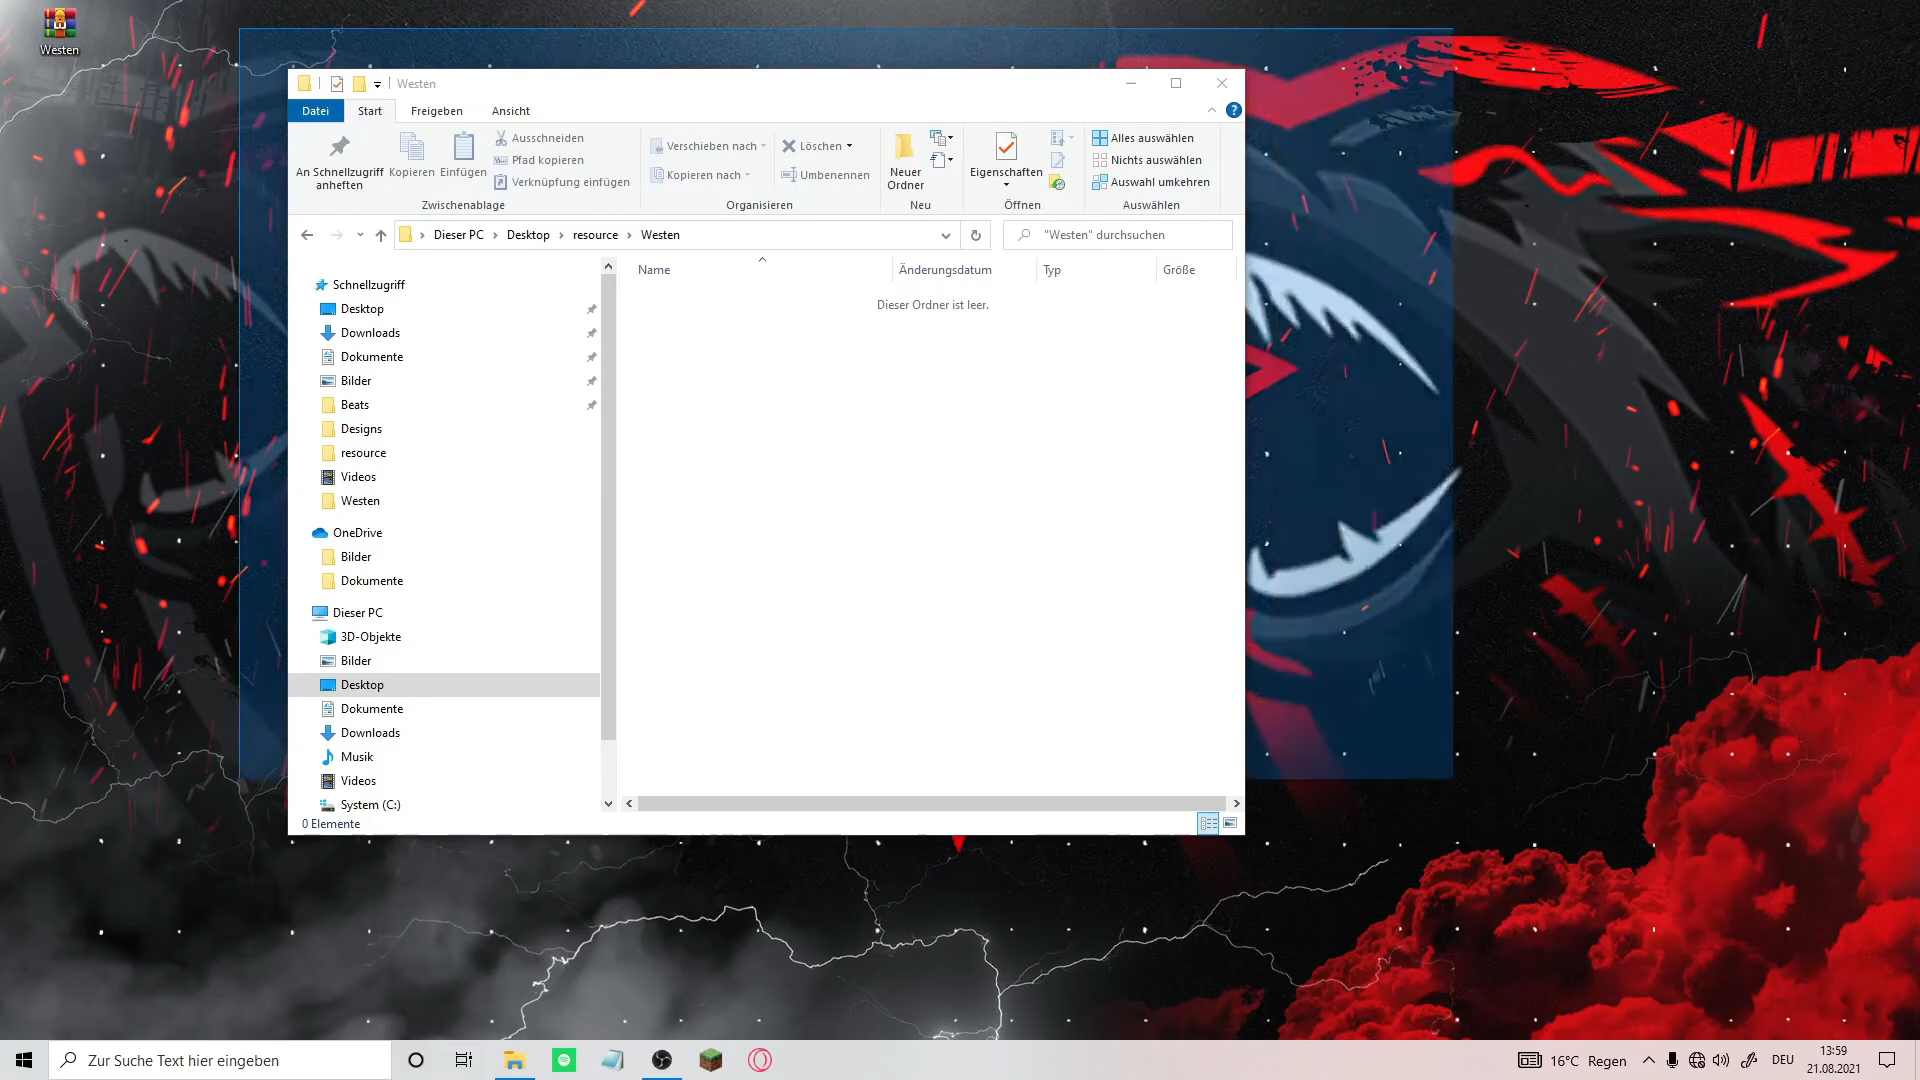 Westen
Westen
Datei
Start
Freigeben
Ansicht
An Schnellzugriff
anheften
Kopieren
Einfügen
Ausschneiden
Pfad kopieren
Verknüpfung einfügen
Zwischenablage
Verschieben nach
Kopieren nach
Löschen
Umbenennen
Organisieren
Neuer
Ordner
Neu
Eigenschaften
Öffnen
Alles auswählen
Nichts auswählen
Auswahl umkehren
Auswählen
Dieser PC
Desktop
resource
Westen
"Westen" durchsuchen
Name
Änderungsdatum
Typ
Größe
Dieser Ordner ist leer.
Schnellzugriff
Desktop
Downloads
Dokumente
Bilder
Beats
Designs
resource
Videos
Westen
OneDrive
Bilder
Dokumente
Dieser PC
3D-Objekte
Bilder
Desktop
Dokumente
Downloads
Musik
Videos
System (C:)
0 Elemente
Zur Suche Text hier eingeben
16°C Regen
DEU
13:59
21.08.2021